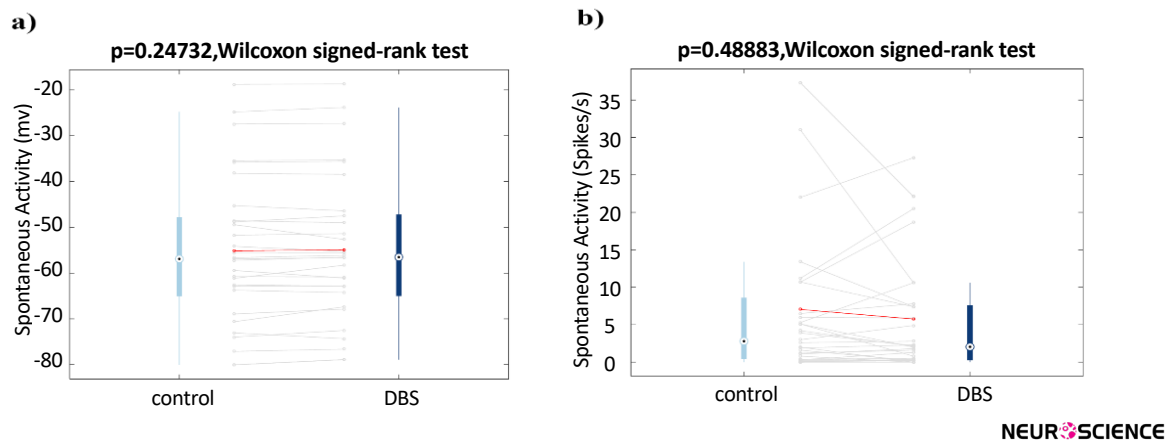 a)
p=0.24732,Wilcoxon signed-rank test
Spontaneous Activity (mv)
-20
-30
-40
-50
-60
-70
-80
control
DBS
b)
p=0.48883,Wilcoxon signed-rank test
Spontaneous Activity (Spikes/s)
35
30
25
20
15
10
5
0
control
DBS
NEUROSCIENCE